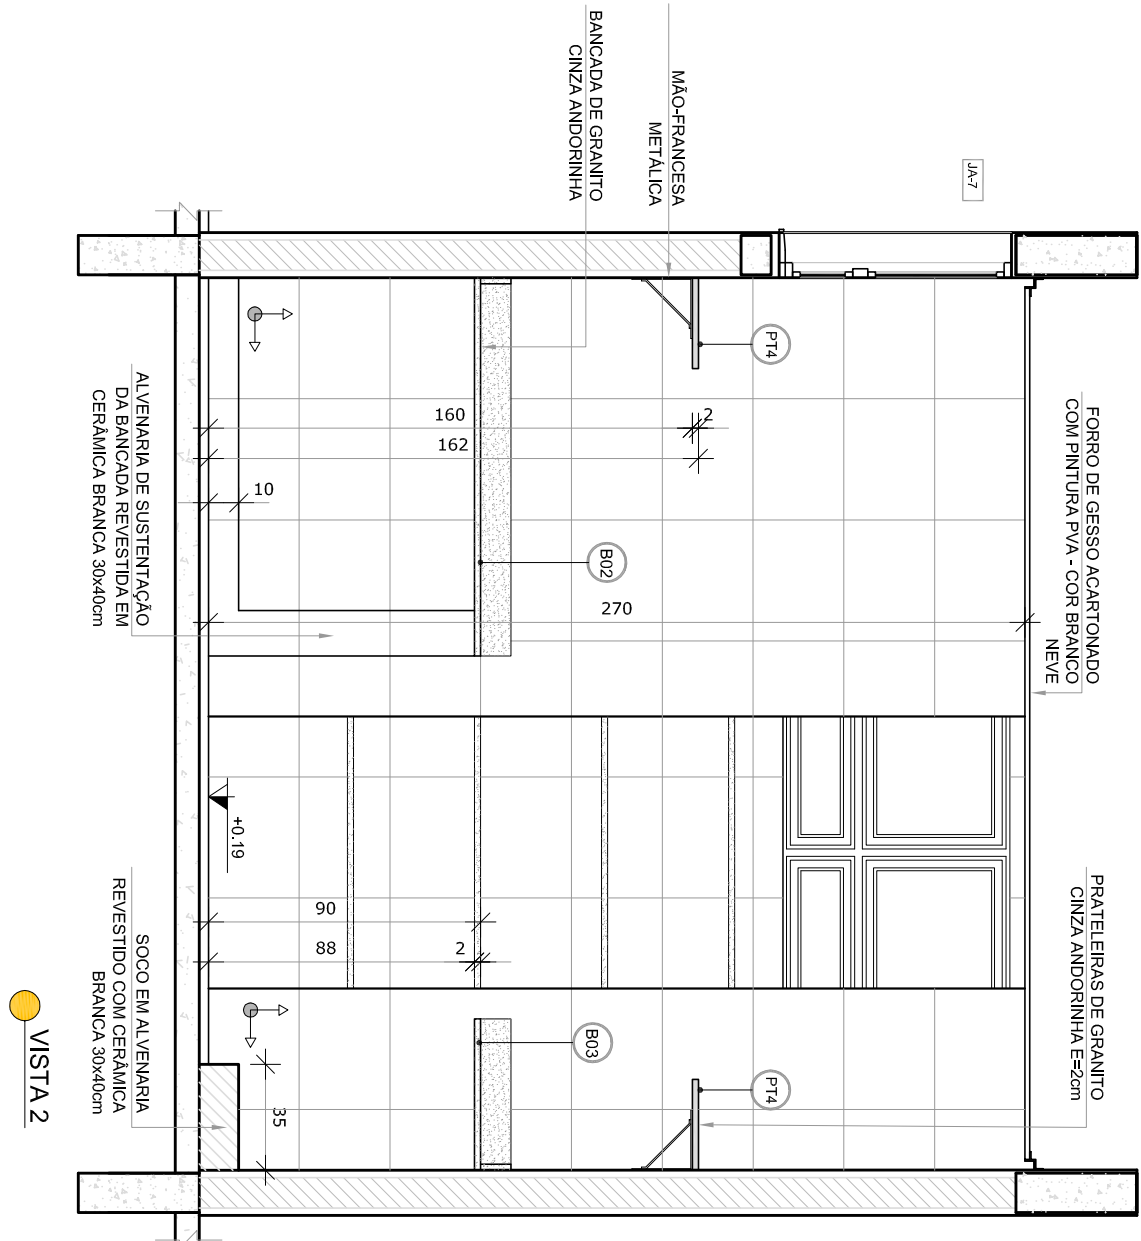 JA-7
MÃO-FRANCESA
METÁLICA
BANCADA DE GRANITO
CINZA ANDORINHA
FORRO DE GESSO ACARTONADO
COM PINTURA PVA - COR BRANCO
NEVE
PRATELEIRAS DE GRANITO
CINZA ANDORINHA E=2cm
PT4
2
160
162
10
B02
270
+0.19
90
88
2
B03
PT4
35
ALVENARIA DE SUSTENTAÇÃO
DA BANCADA REVESTIDA EM
CERÂMICA BRANCA 30x40cm
SOCO EM ALVENARIA
REVESTIDO COM CERÂMICA
BRANCA 30x40cm
VISTA 2